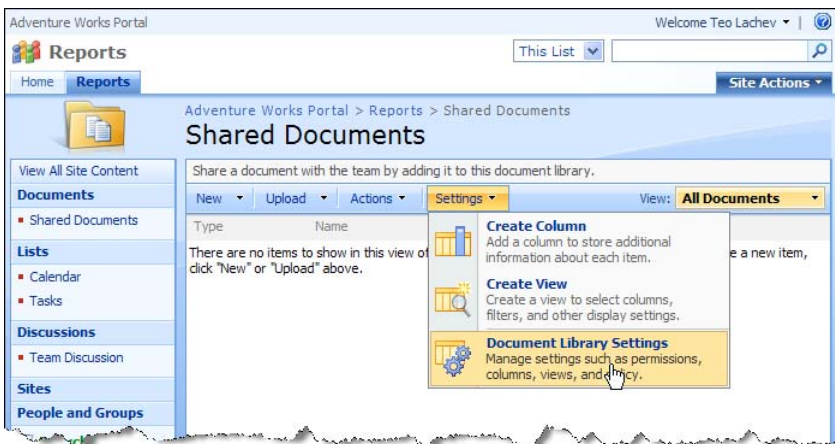 Adventure Works Portal
Welcome Teo Lachev
Reports
This List
Home
Reports
Site Actions
Adventure Works Portal > Reports > Shared Documents
Shared Documents
View All Site Content
Share a document with the team by adding it to this document library.
Documents
New
Upload
Actions
Settings
View:
All Documents
Shared Documents
Type
Name
Lists
There are no items to show in this view of
e a new item,
click "New" or "Upload" above.
Calendar
Tasks
Discussions
Team Discussion
Sites
People and Groups
Create Column
Add a column to store additional
information about each item.
Create View
Create a view to select columns,
filters, and other display settings.
Document Library Settings
Manage settings such as permissions,
columns, views, and policy.